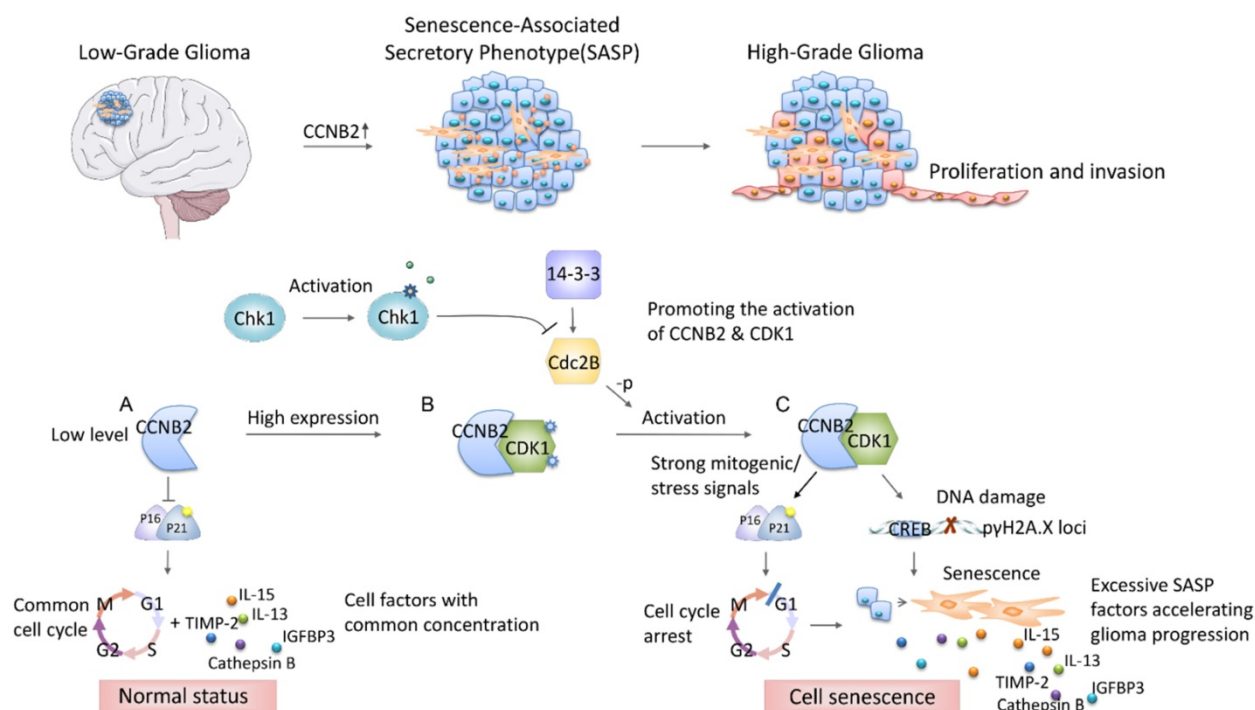 Low-Grade Glioma
CCNB2↑
Senescence-Associated
Secretory Phenotype(SASP)
High-Grade Glioma
Proliferation and invasion
Chk1
Activation
Chk1
14-3-3
Cdc2B
Promoting the activation
of CCNB2 & CDK1
-p
A
Low level
CCNB2
High expression
B
CCNB2
CDK1
Activation
Strong mitogenic/
stress signals
C
CCNB2
CDK1
P16
P21
Common
cell cycle
M
G1
S
G2
+
IL-15
IL-13
TIMP-2
IGFBP3
Cathepsin B
Cell factors with
common concentration
Normal status
P16
P21
Cell cycle
arrest
M
G1
S
G2
DNA damage
CREB
pγH2A.X loci
Senescence
Excessive SASP
factors accelerating
glioma progression
IL-15
IL-13
TIMP-2
IGFBP3
Cathepsin B
Cell senescence